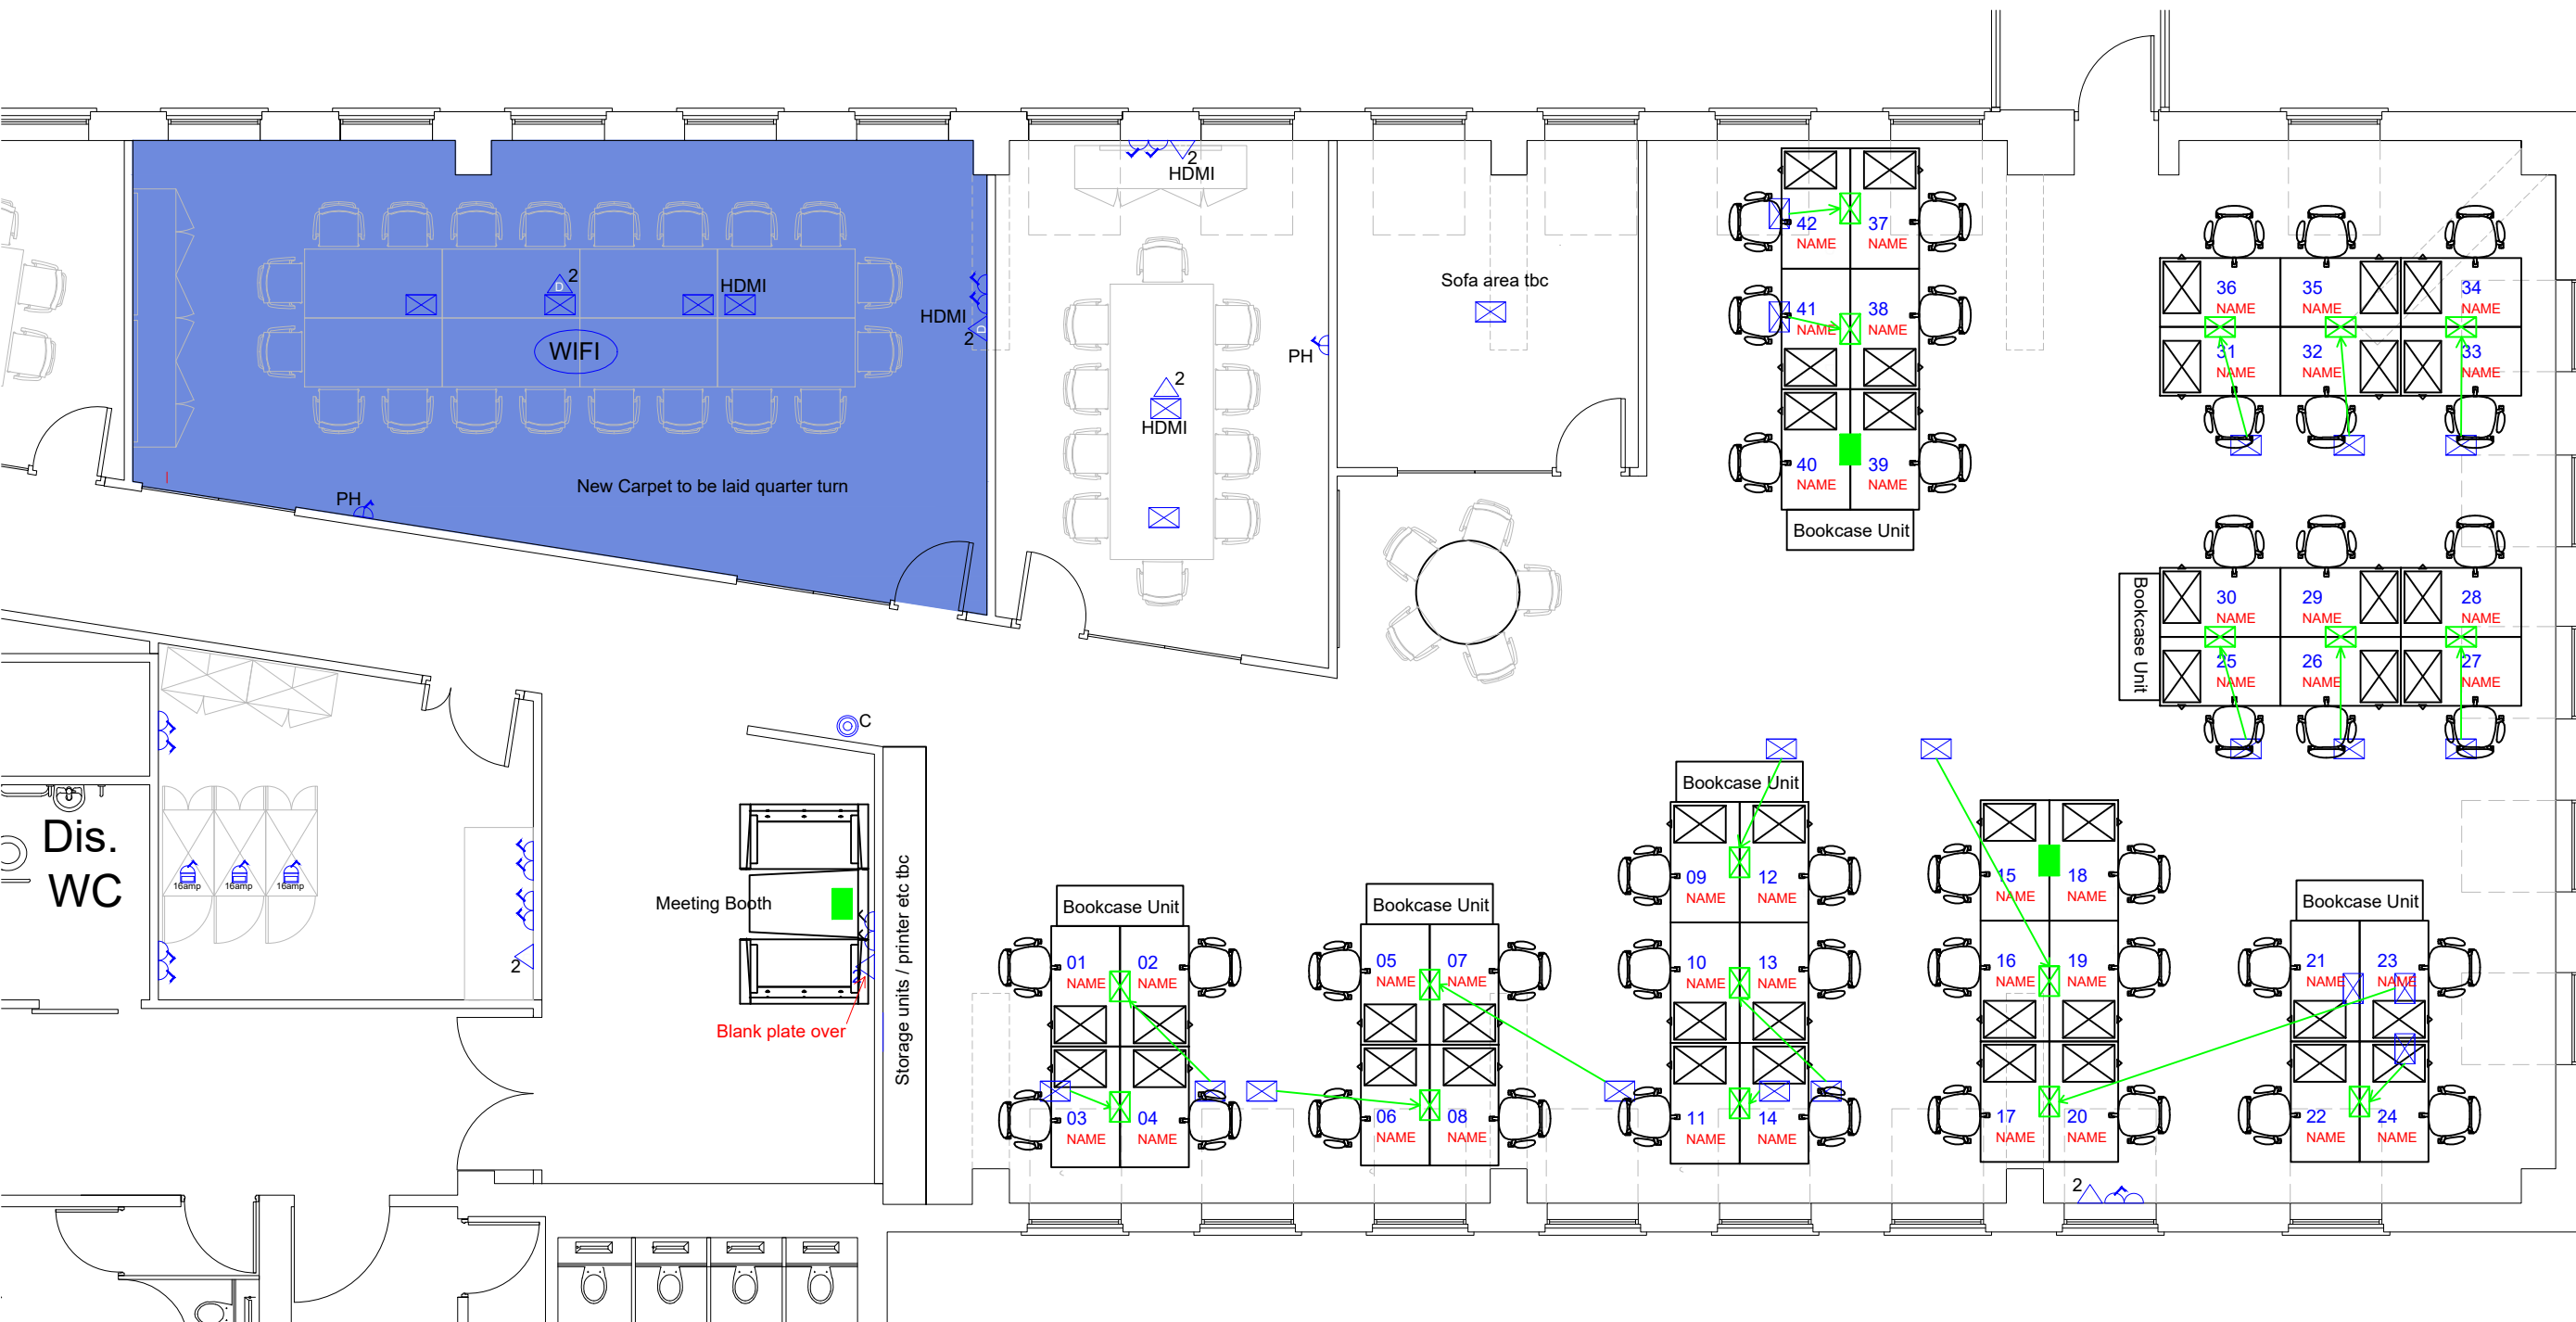 2
HDMI
42
NAME
37
NAME
Sofa area tbc
2
HDMI
HDMI
2
D
D
WIFI
PH
2
HDMI
41
NAME
38
NAME
36
NAME
35
NAME
34
NAME
31
NAME
32
NAME
33
NAME
40
NAME
39
NAME
Bookcase Unit
New Carpet to be laid quarter turn
PH
Bookcase Unit
30
NAME
29
NAME
28
NAME
25
NAME
26
NAME
27
NAME
C
Dis.
WC
16amp
16amp
16amp
2
Meeting Booth
2
Blank plate over
Storage units / printer etc tbc
Bookcase Unit
01
NAME
02
NAME
03
NAME
04
NAME
Bookcase Unit
05
NAME
07
NAME
06
NAME
08
NAME
Bookcase Unit
09
NAME
12
NAME
10
NAME
13
NAME
11
NAME
14
NAME
15
NAME
18
NAME
16
NAME
19
NAME
17
NAME
20
NAME
Bookcase Unit
21
NAME
23
NAME
22
NAME
24
NAME
2